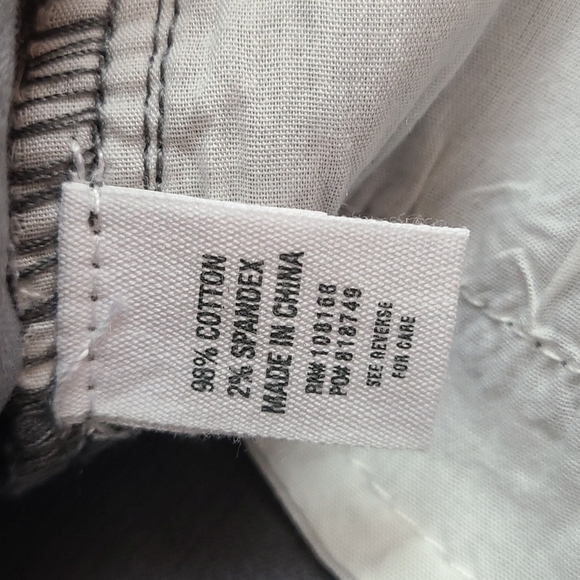 98% COTTON
2% SPANDEX
MADE IN CHINA
RN# 108168
PO# 818749
SEE REVERSE
FOR CARE